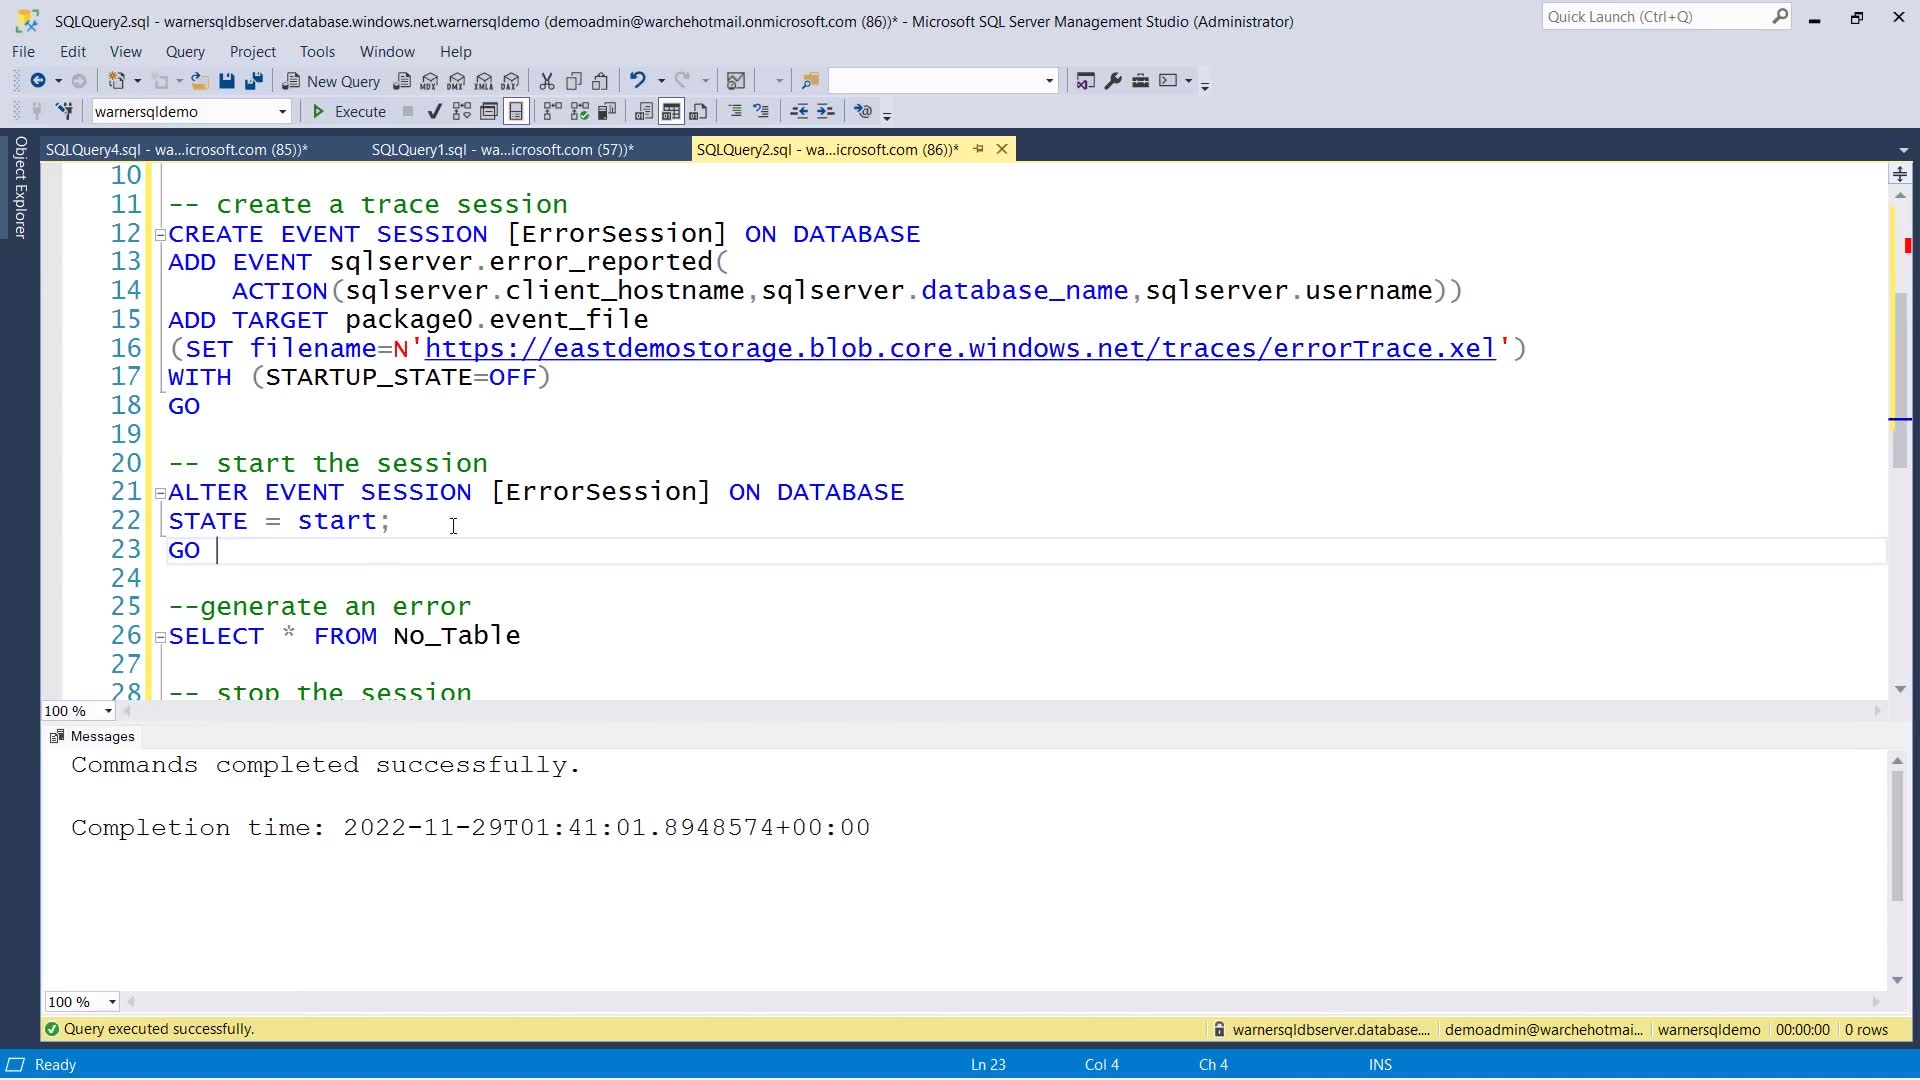 SQLQuery2.sql - warnersqldbserver.database.windows.net.warnersqldemo (demoadmin@warchehotmail.onmicrosoft.com (86))* - Microsoft SQL Server Management Studio (Administrator)
Quick Launch (Ctrl+Q)
File Edit View Query Project Tools Window Help
New Query MDX DMX XMLA DAX
warnersqldemo Execute
Object Explorer
SQLQuery4.sql - wa...icrosoft.com (85))* SQLQuery1.sql - wa...icrosoft.com (57))* SQLQuery2.sql - wa...icrosoft.com (86))*
10
11 -- create a trace session
12 CREATE EVENT SESSION [ErrorSession] ON DATABASE
13 ADD EVENT sqlserver.error_reported(
14 ACTION(sqlserver.client_hostname,sqlserver.database_name,sqlserver.username))
15 ADD TARGET package0.event_file
16 (SET filename=N'https://eastdemostorage.blob.core.windows.net/traces/errorTrace.xel')
17 WITH (STARTUP_STATE=OFF)
18 GO
19
20 -- start the session
21 ALTER EVENT SESSION [ErrorSession] ON DATABASE
22 STATE = start;
23 GO
24
25 --generate an error
26 SELECT * FROM No_Table
27
28 -- stop the session
100 %
Messages
Commands completed successfully.
Completion time: 2022-11-29T01:41:01.8948574+00:00
100 %
Query executed successfully. warnersqldbserver.database.... demoadmin@warchehotmai... warnersqldemo 00:00:00 0 rows
Ready Ln 23 Col 4 Ch 4 INS